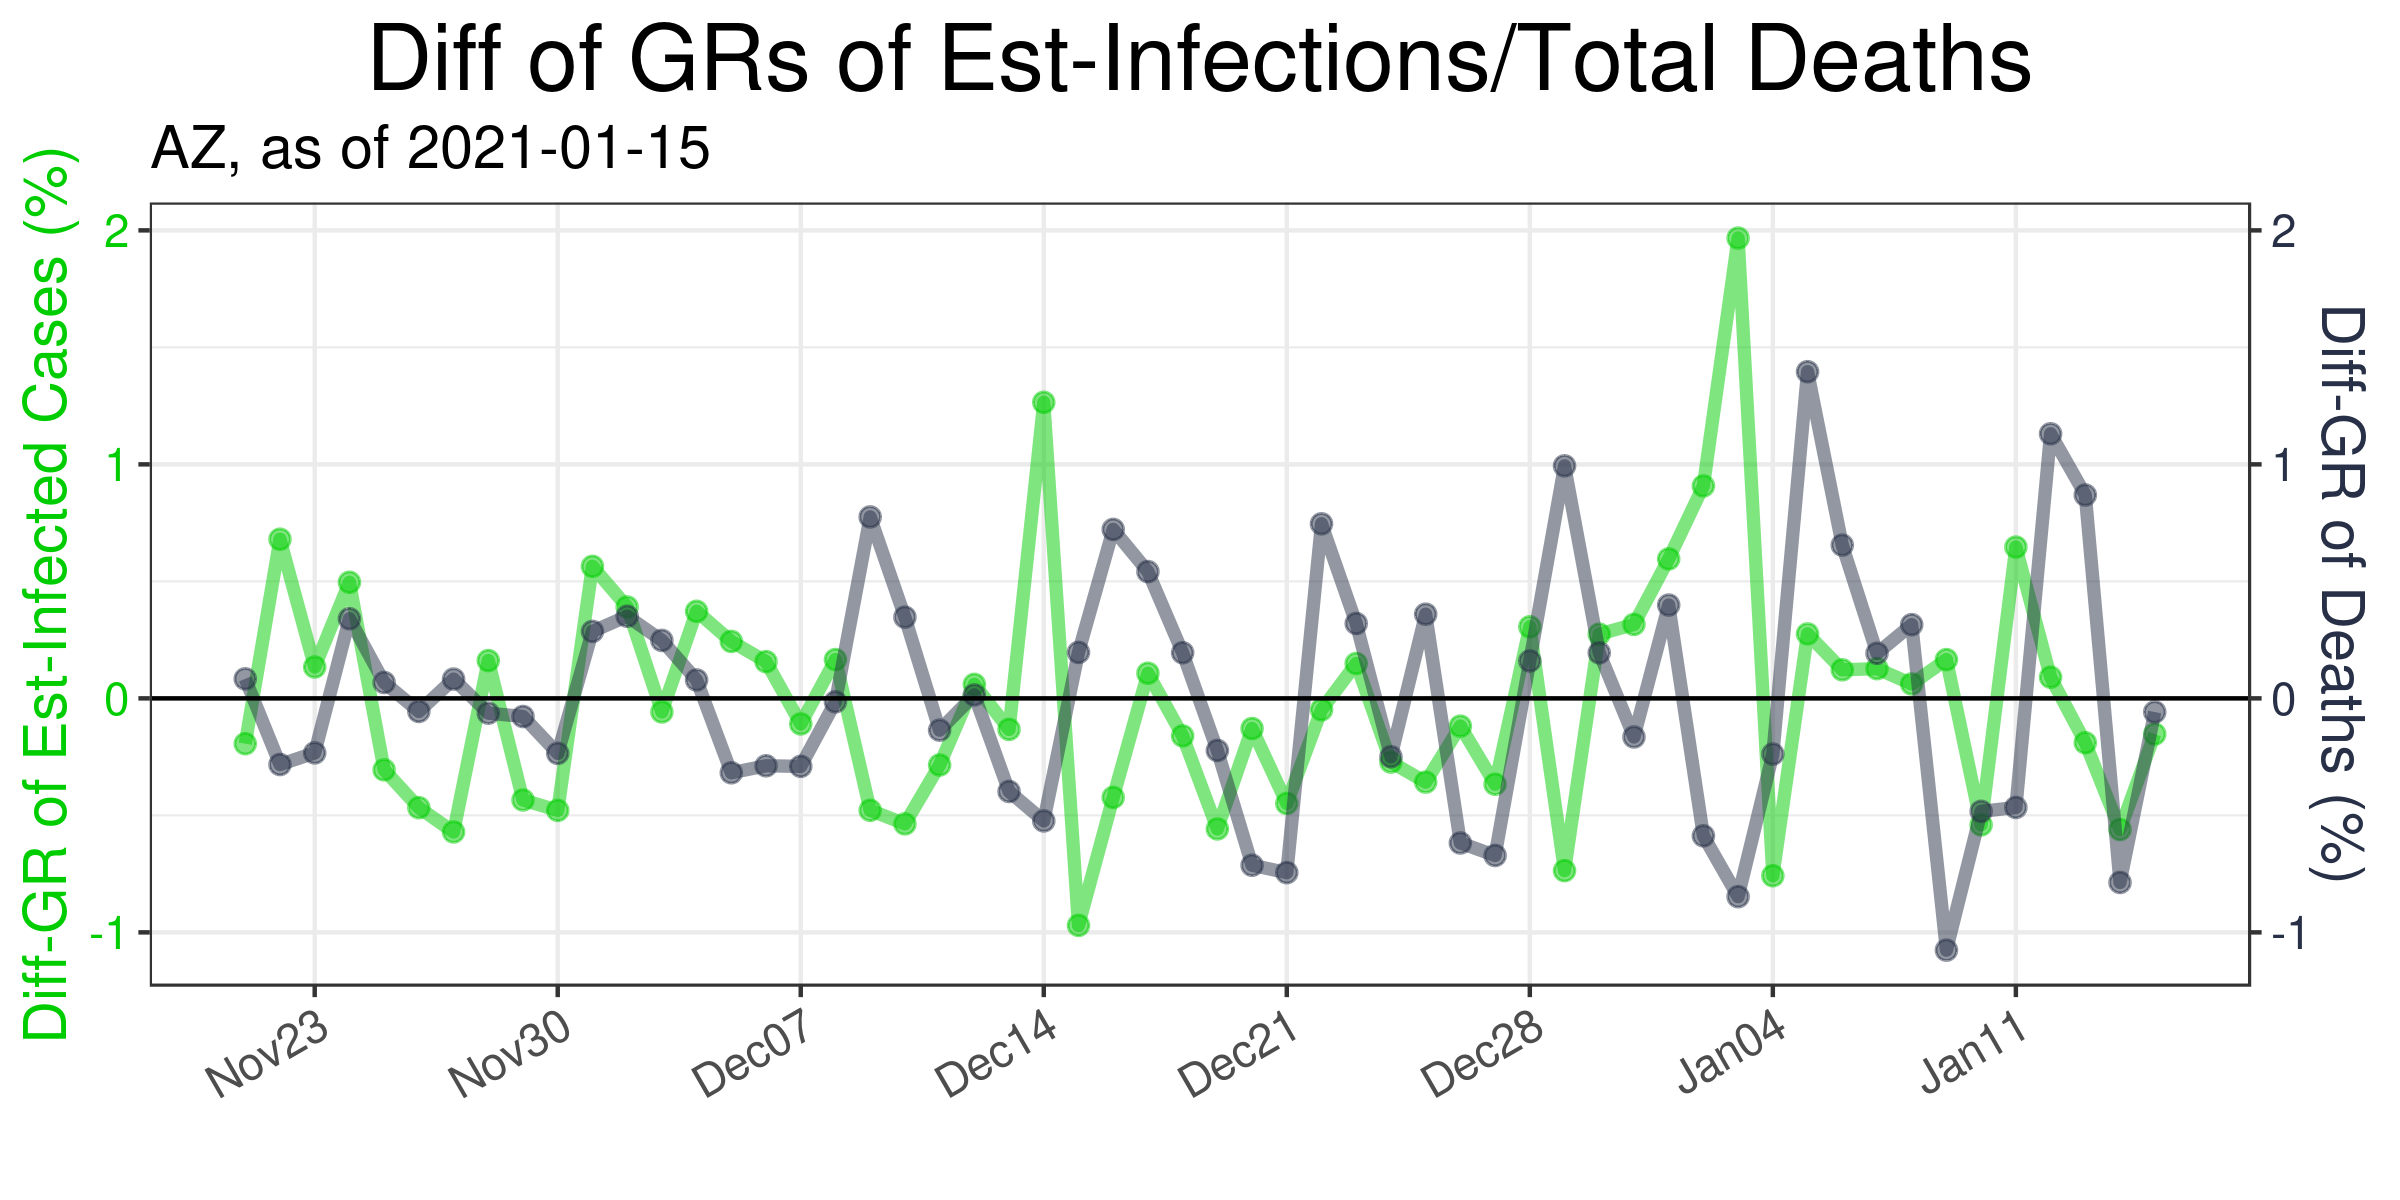 Diff of GRs of Est-Infections/Total Deaths
AZ, as of 2021-01-15
Diff-GR of Est-Infected Cases (%)
2
1
0
-1
2
1
0
-1
Diff-GR of Deaths (%)
Nov23
Nov30
Dec07
Dec14
Dec21
Dec28
Jan04
Jan11